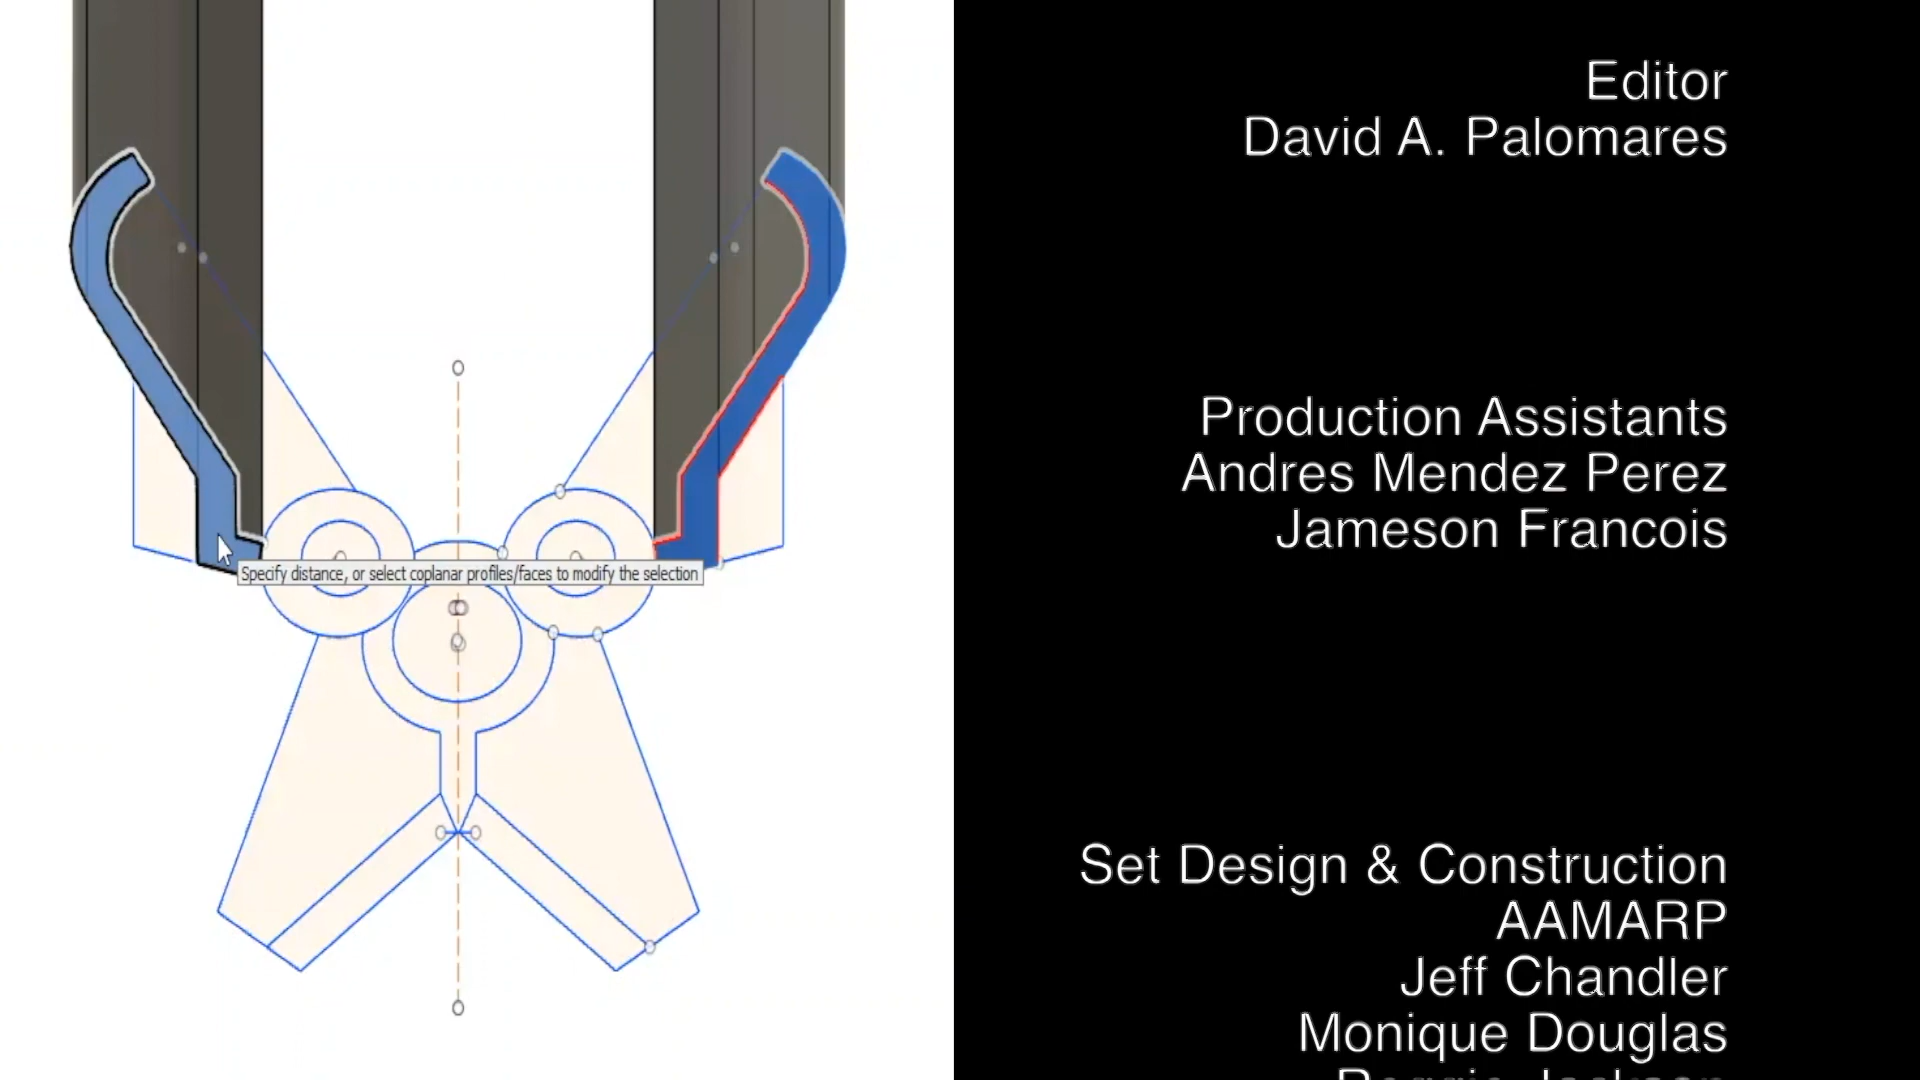 Specify distance, or select coplanar profiles/faces to modify the selection
Editor
David A. Palomares
Production Assistants
Andres Mendez Perez
Jameson Francois
Set Design & Construction
AAMARP
Jeff Chandler
Monique Douglas